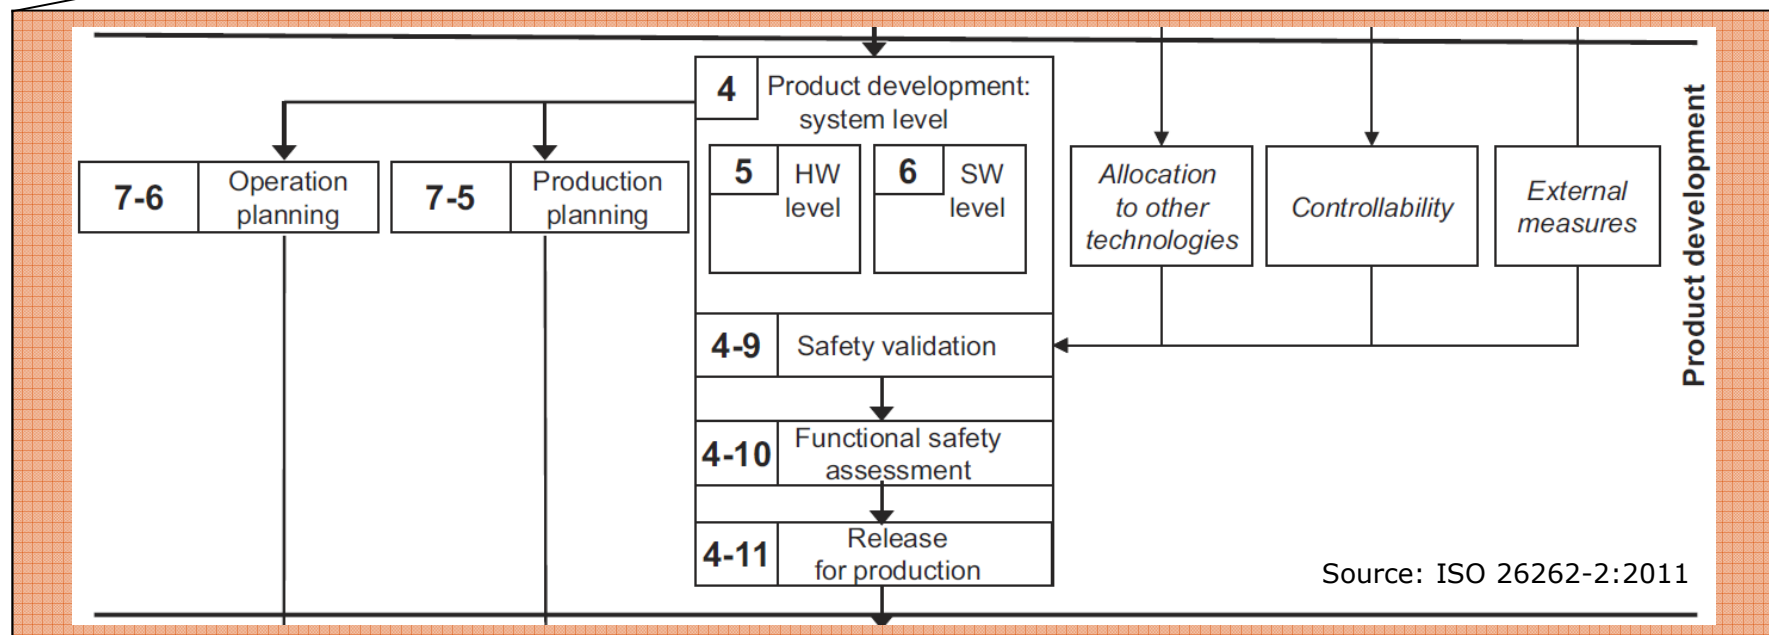 4
Product development:
system level
5
HW
level
6
SW
level
7-6
Operation
planning
7-5
Production
planning
Allocation
to other
technologies
Controllability
External
measures
Product development
4-9
Safety validation
4-10
Functional safety
assessment
4-11
Release
for production
Source: ISO 26262-2:2011